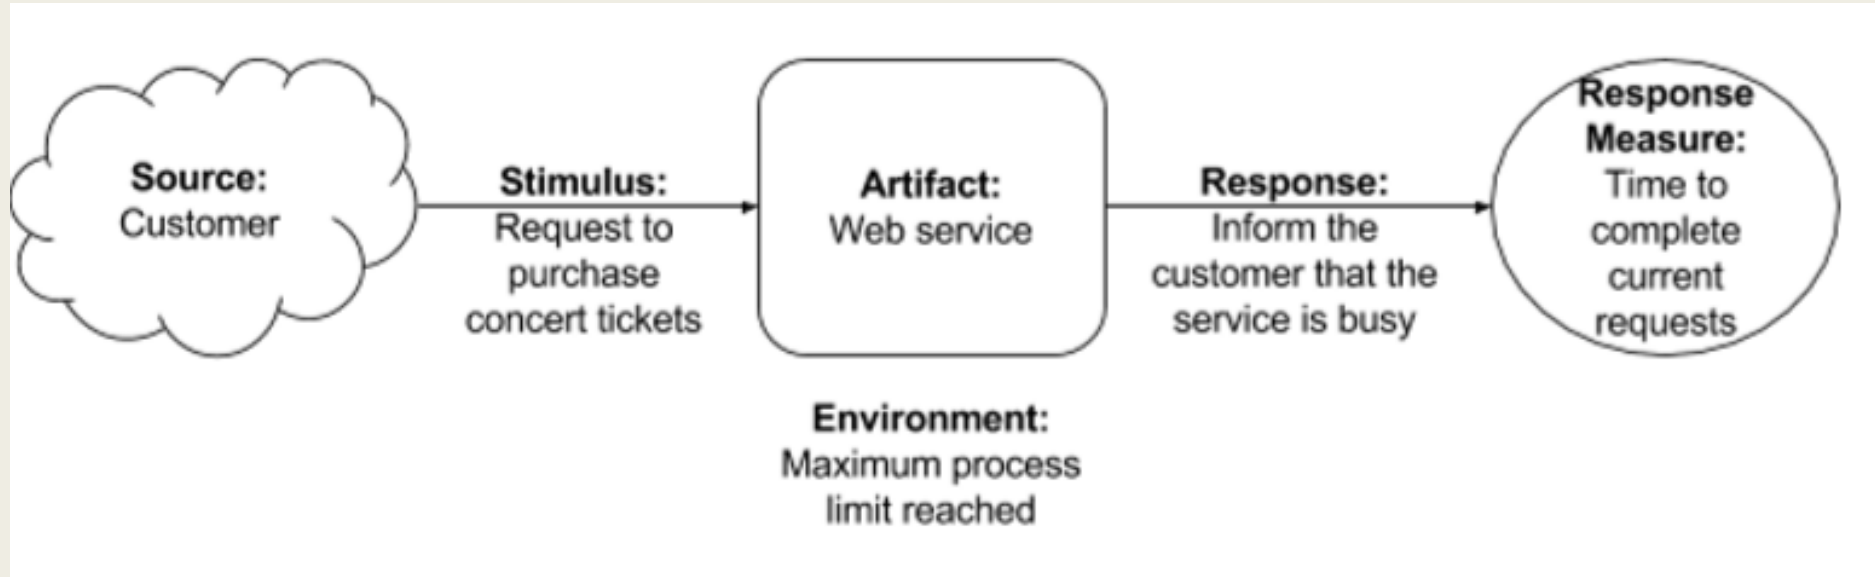 Source:
Customer
Stimulus:
Request to
purchase
concert tickets
Artifact:
Web service
Environment:
Maximum process
limit reached
Response:
Inform the
customer that the
service is busy
Response
Measure:
Time to
complete
current
requests